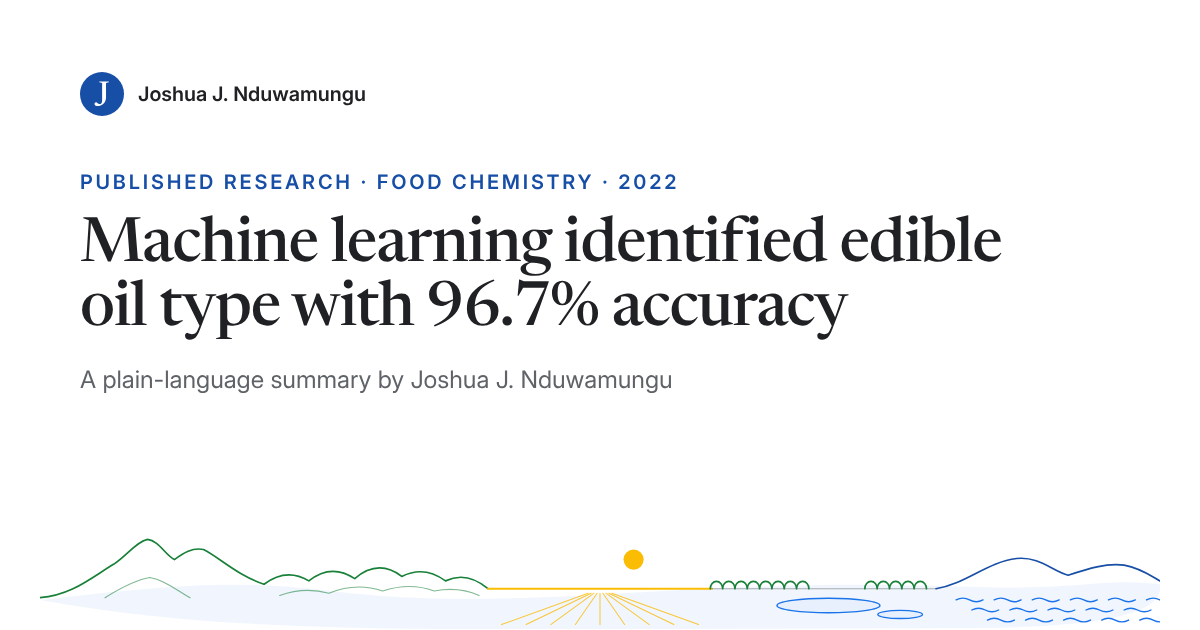 J
Joshua J. Nduwamungu
PUBLISHED RESEARCH · FOOD CHEMISTRY · 2022
Machine learning identified edible
oil type with 96.7% accuracy
A plain-language summary by Joshua J. Nduwamungu